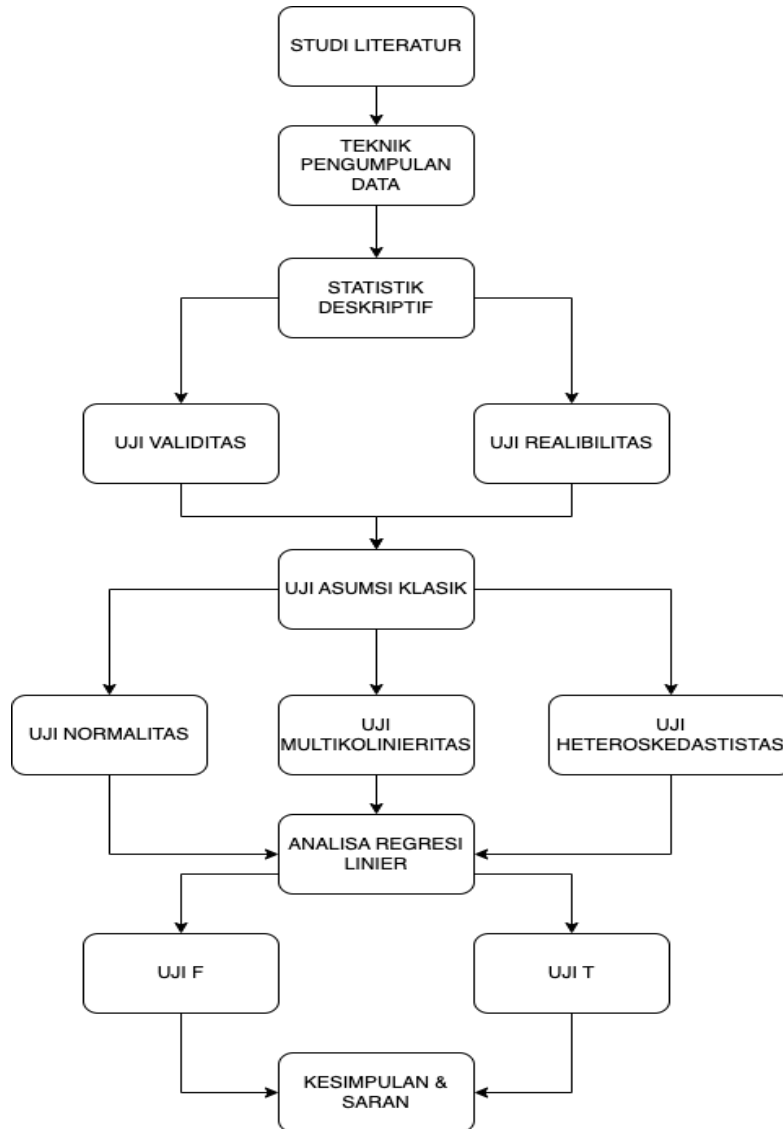 STUDI LITERATUR
TEKNIK
PENGUMPULAN
DATA
STATISTIK
DESKRIPTIF
UJI VALIDITAS
UJI REALIBILITAS
UJI ASUMSI KLASIK
UJI NORMALITAS
UJI
MULTIKOLINIERITAS
UJI
HETEROSKEDASTISTAS
ANALISA REGRESI
LINIER
UJI F
UJI T
KESIMPULAN &
SARAN